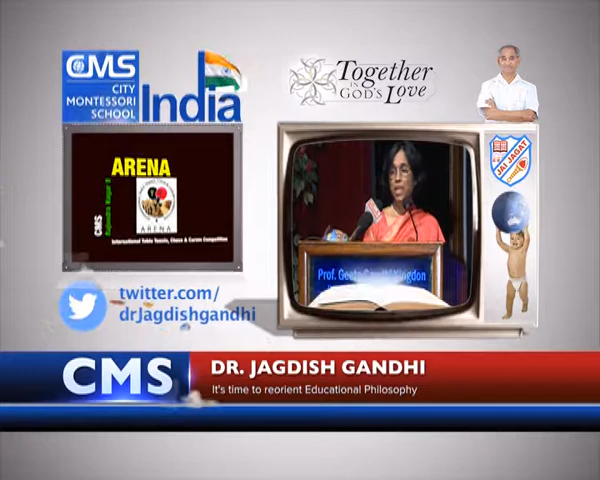 CMS
CITY
MONTESSORI
SCHOOL
India
Together
IN
GOD'S Love
JAI JAGAT
ARENA
CMS
ARENA
International Table Tennis, Chess & Carrom Competition
Prof. Geeta Gandhi Kingdon
twitter.com/
drJagdishgandhi
CMS
DR. JAGDISH GANDHI
It's time to reorient Educational Philosophy